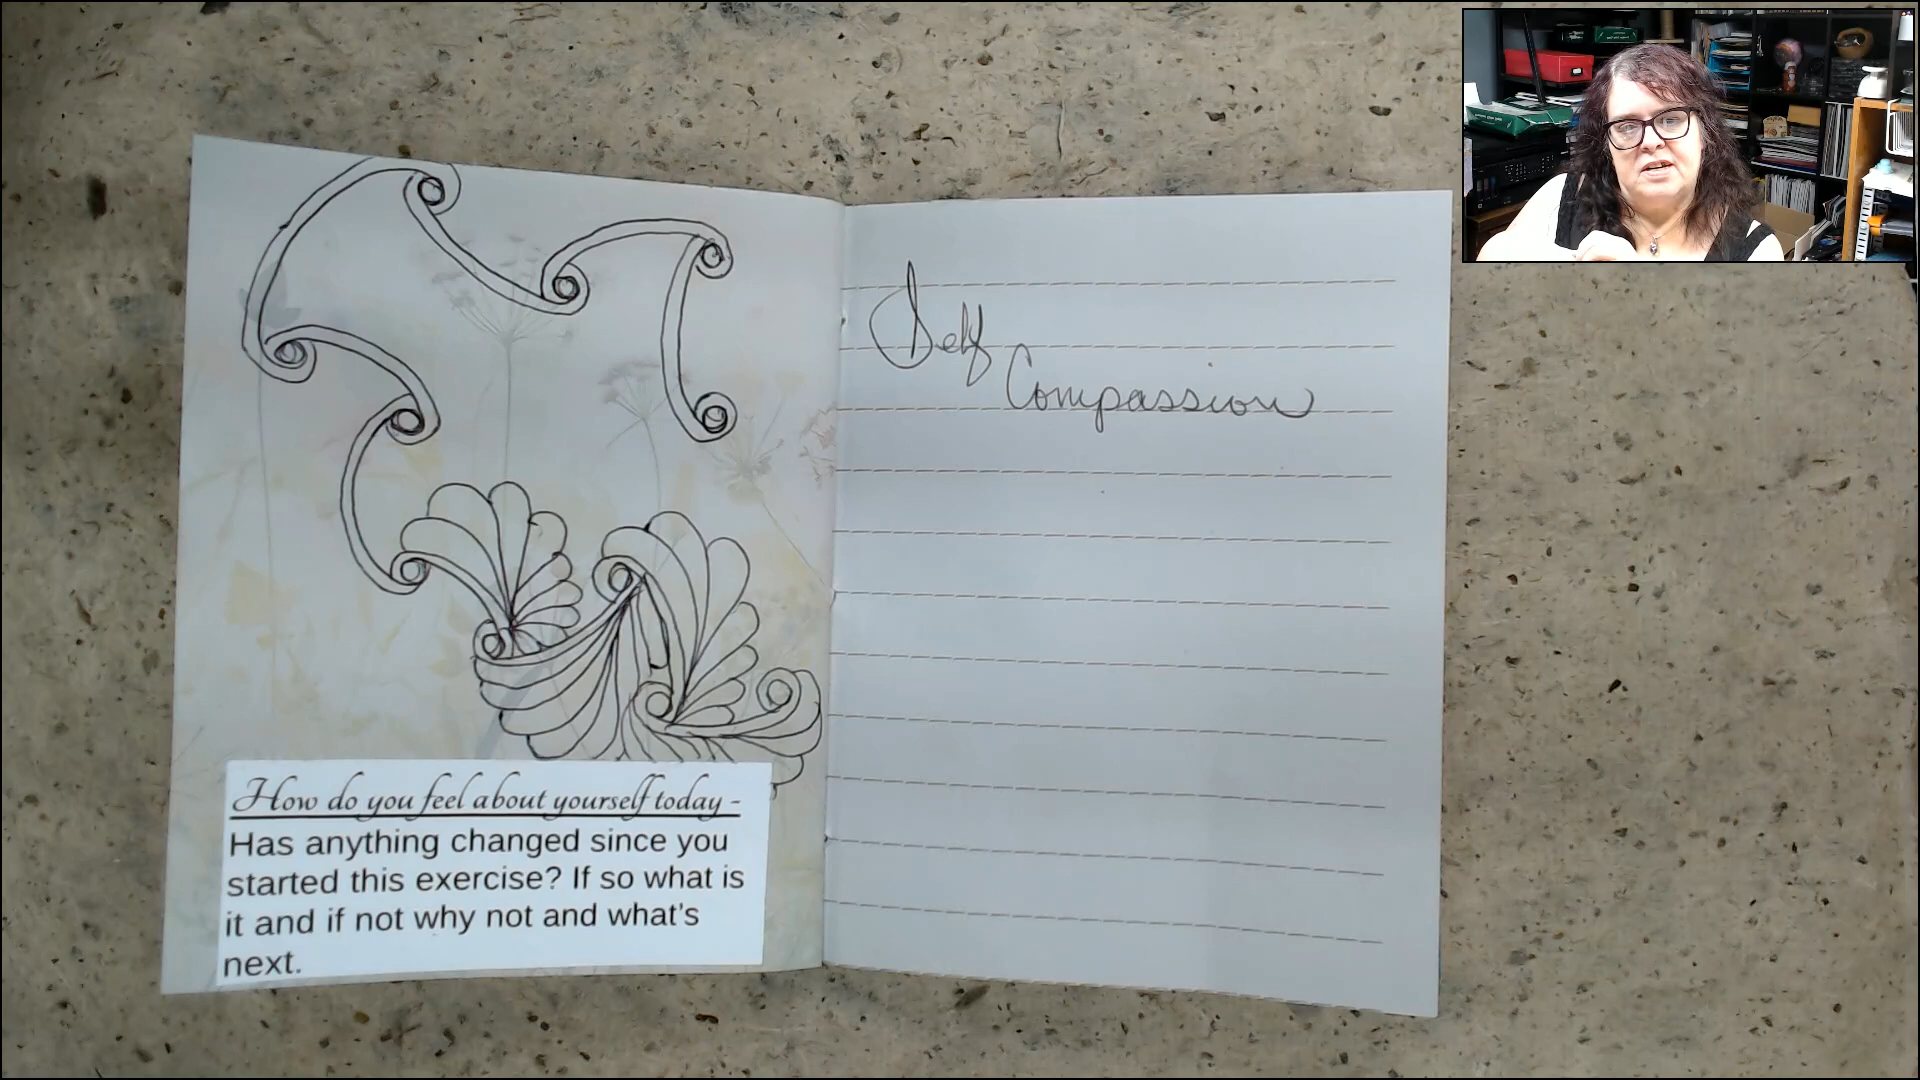 How do you feel about yourself today -
Has anything changed since you
started this exercise? If so what is
it and if not why not and what's
next.
Self
Compassion